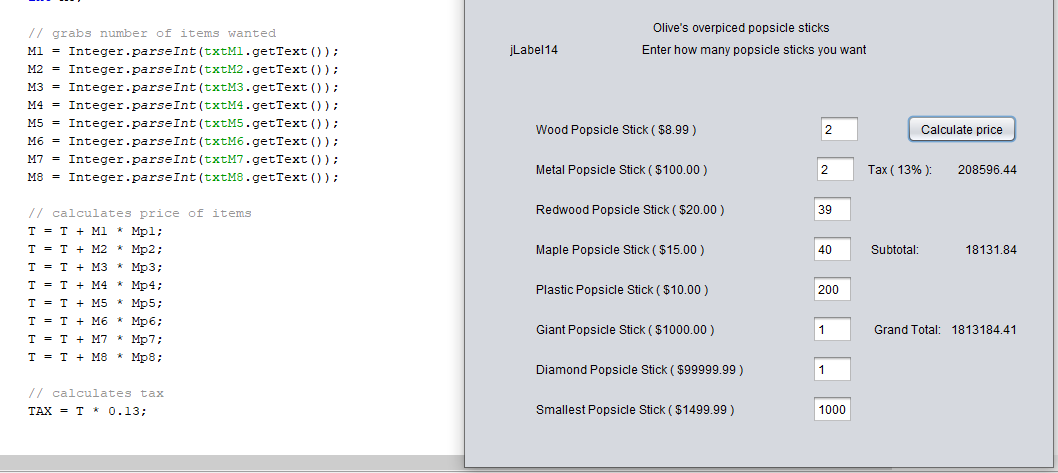 // grabs number of items wanted
M1 = Integer.parseInt(txtM1.getText());
M2 = Integer.parseInt(txtM2.getText());
M3 = Integer.parseInt(txtM3.getText());
M4 = Integer.parseInt(txtM4.getText());
M5 = Integer.parseInt(txtM5.getText());
M6 = Integer.parseInt(txtM6.getText());
M7 = Integer.parseInt(txtM7.getText());
M8 = Integer.parseInt(txtM8.getText());
// calculates price of items
T = T + M1 * Mp1;
T = T + M2 * Mp2;
T = T + M3 * Mp3;
T = T + M4 * Mp4;
T = T + M5 * Mp5;
T = T + M6 * Mp6;
T = T + M7 * Mp7;
T = T + M8 * Mp8;
// calculates tax
TAX = T * 0.13;
Olive's overpiced popsicle sticks
jLabel14 Enter how many popsicle sticks you want
Wood Popsicle Stick ( $8.99 ) 2 Calculate price
Metal Popsicle Stick ( $100.00 ) 2 Tax ( 13% ): 208596.44
Redwood Popsicle Stick ( $20.00 ) 39
Maple Popsicle Stick ( $15.00 ) 40 Subtotal: 18131.84
Plastic Popsicle Stick ( $10.00 ) 200
Giant Popsicle Stick ( $1000.00 ) 1 Grand Total: 1813184.41
Diamond Popsicle Stick ( $99999.99 ) 1
Smallest Popsicle Stick ( $1499.99 ) 1000